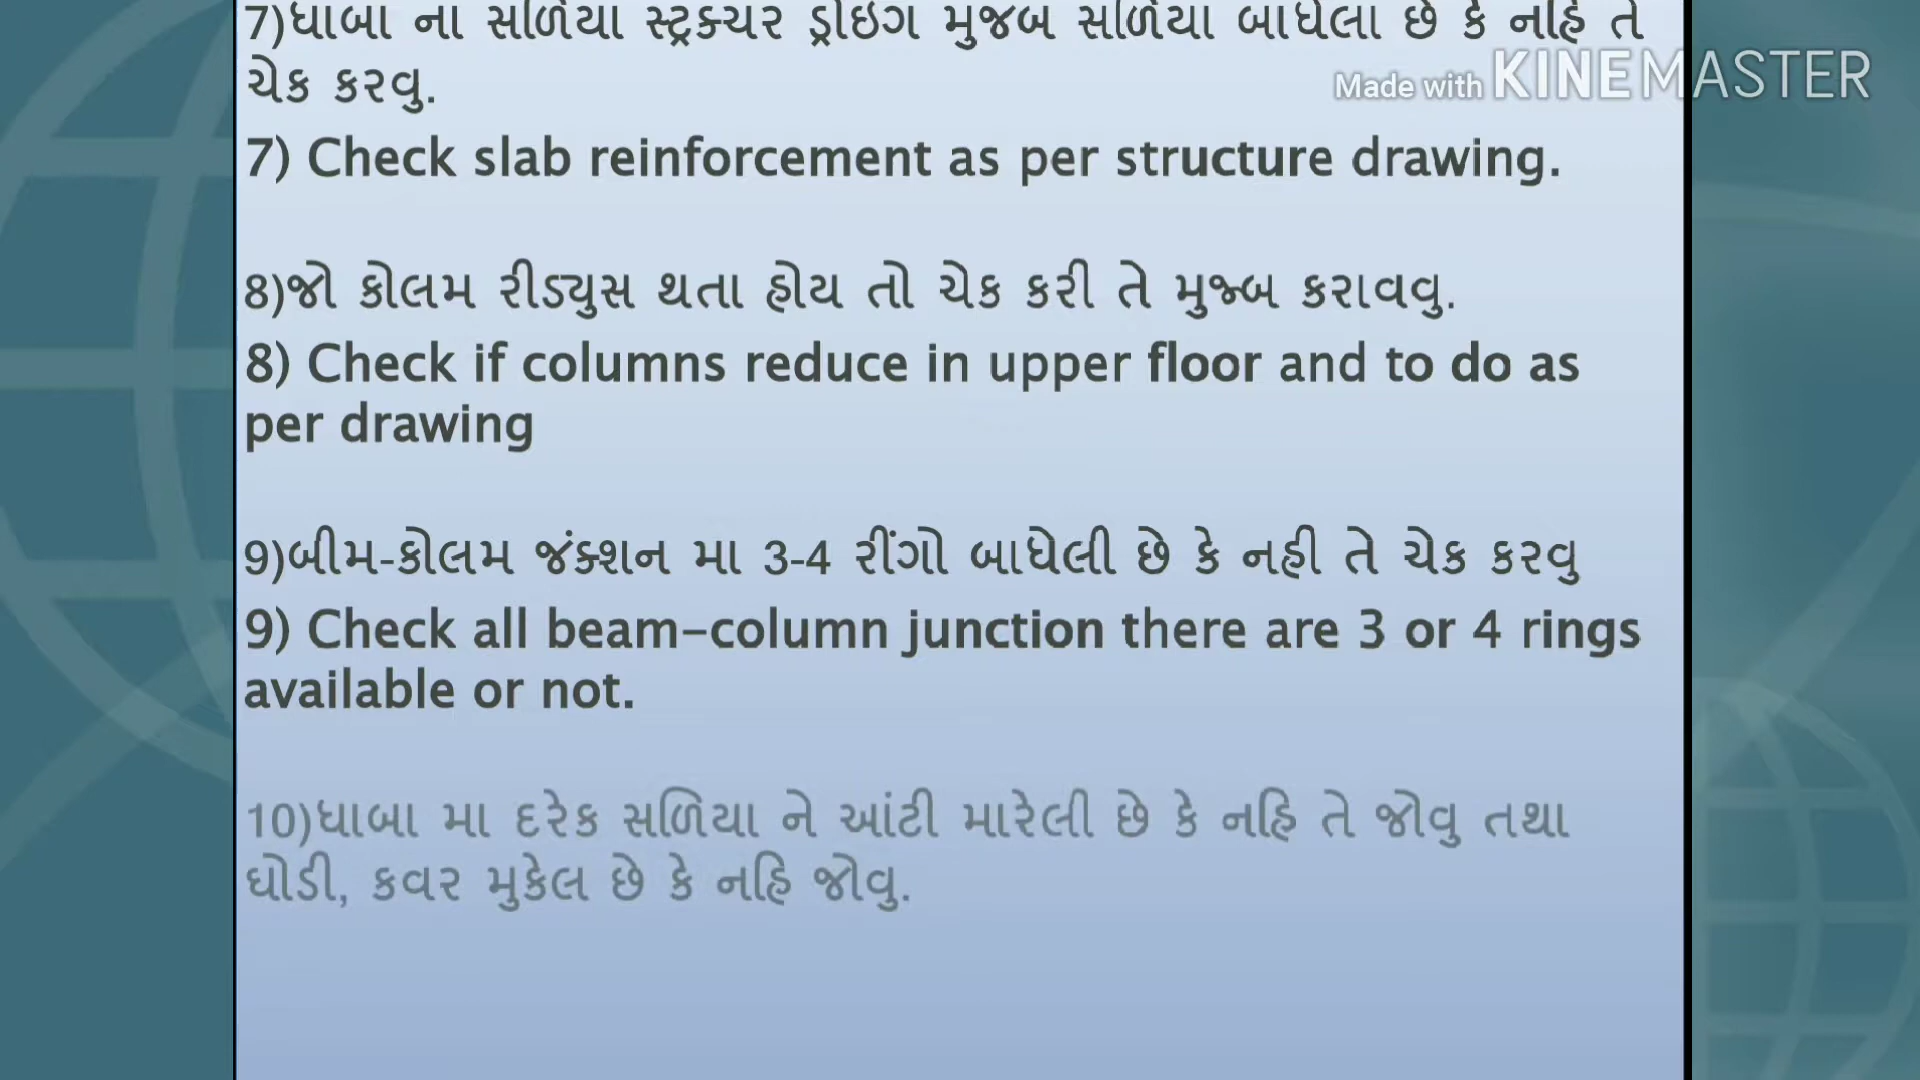 7)ધાબા ના સળિયા સ્ટ્રક્ચર ડ્રોઇંગ મુજબ સળિયા બાધેલા છે કે નહિ તે
ચેક કરવુ.
Made with KINEMASTER
7) Check slab reinforcement as per structure drawing.
8)જો કોલમ રીડ્યુસ થતા હોય તો ચેક કરી તે મુજ્બ કરાવવુ.
8) Check if columns reduce in upper floor and to do as
per drawing
9)બીમ-કોલમ જંક્શન મા 3-4 રીંગો બાધેલી છે કે નહી તે ચેક કરવુ
9) Check all beam-column junction there are 3 or 4 rings
available or not.
10)ધાબા મા દરેક સળિયા ને આંટી મારેલી છે કે નહિ તે જોવુ તથા
ઘોડી, કવર મુકેલ છે કે નહિ જોવુ.